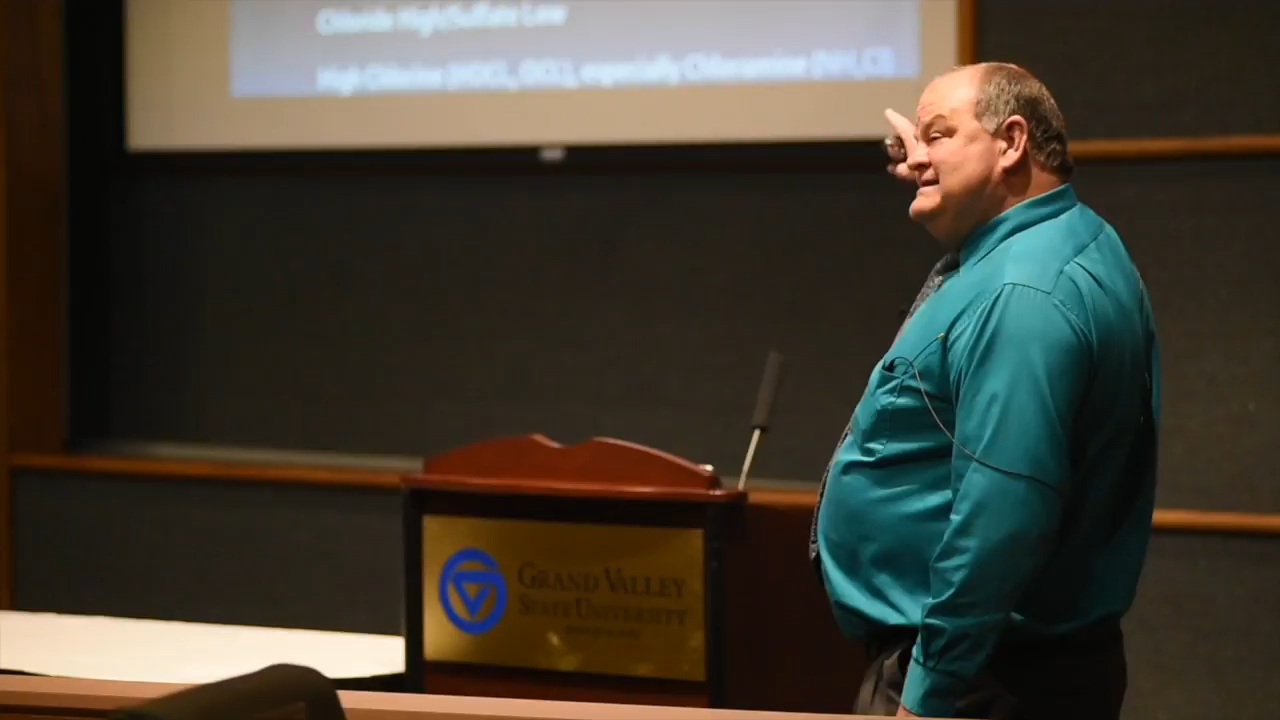 Chloride High/Sulfate Low
High Chlorine (HOCl, OCl), especially Chloramine (NH2Cl)
GRAND VALLEY
STATE UNIVERSITY